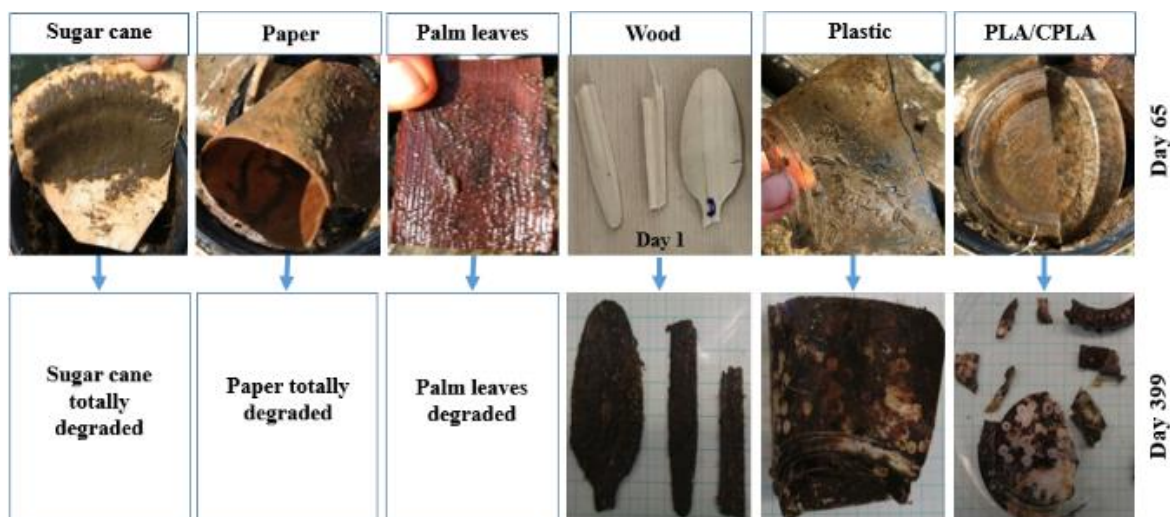 Sugar cane
Paper
Palm leaves
Wood
Plastic
PLA/CPLA
Day 65
Day 1
Sugar cane
totally
degraded
Paper totally
degraded
Palm leaves
degraded
Day 399